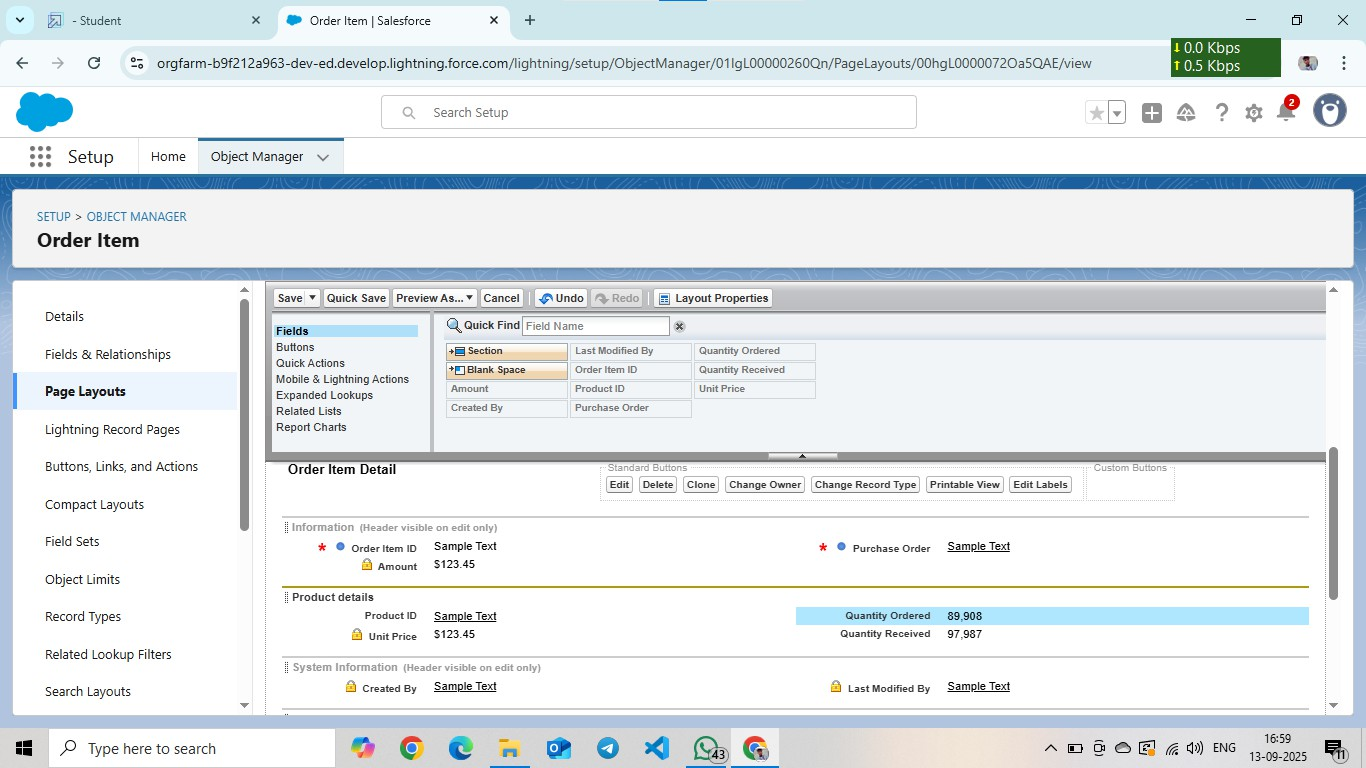 - Student
Order Item | Salesforce
orgfarm-b9f212a963-dev-ed.develop.lightning.force.com/lightning/setup/ObjectManager/01IgL00000260Qn/PageLayouts/00hgL0000072Oa5QAE/view
0.0 Kbps
0.5 Kbps
Search Setup
2
Setup
Home
Object Manager
SETUP > OBJECT MANAGER
Order Item
Details
Fields & Relationships
Page Layouts
Lightning Record Pages
Buttons, Links, and Actions
Compact Layouts
Field Sets
Object Limits
Record Types
Related Lookup Filters
Search Layouts
Save Quick Save Preview As... Cancel Undo Redo Layout Properties
Fields
Buttons
Quick Actions
Mobile & Lightning Actions
Expanded Lookups
Related Lists
Report Charts
Quick Find Field Name
Section Last Modified By Quantity Ordered
Blank Space Order Item ID Quantity Received
Amount Product ID Unit Price
Created By Purchase Order
Order Item Detail
Standard Buttons
Edit Delete Clone Change Owner Change Record Type Printable View Edit Labels
Custom Buttons
Information (Header visible on edit only)
* Order Item ID Sample Text * Purchase Order Sample Text
Amount $123.45
Product details
Product ID Sample Text Quantity Ordered 89,908
Unit Price $123.45 Quantity Received 97,987
System Information (Header visible on edit only)
Created By Sample Text Last Modified By Sample Text
Type here to search
43
ENG
16:59
13-09-2025
11